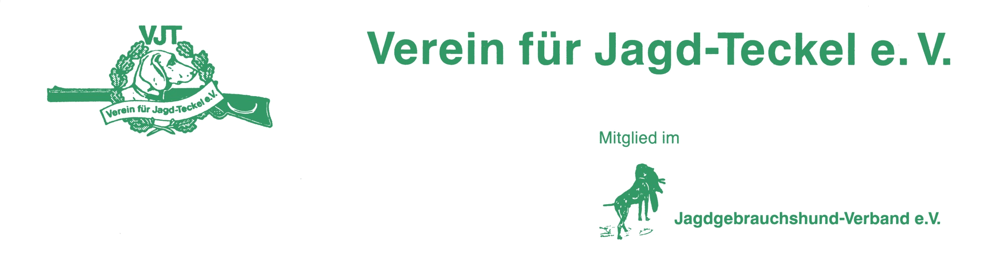 VJT
Verein für Jagd-Teckel e.V.
Verein für Jagd-Teckel e. V.
Mitglied im
Jagdgebrauchshund-Verband e.V.